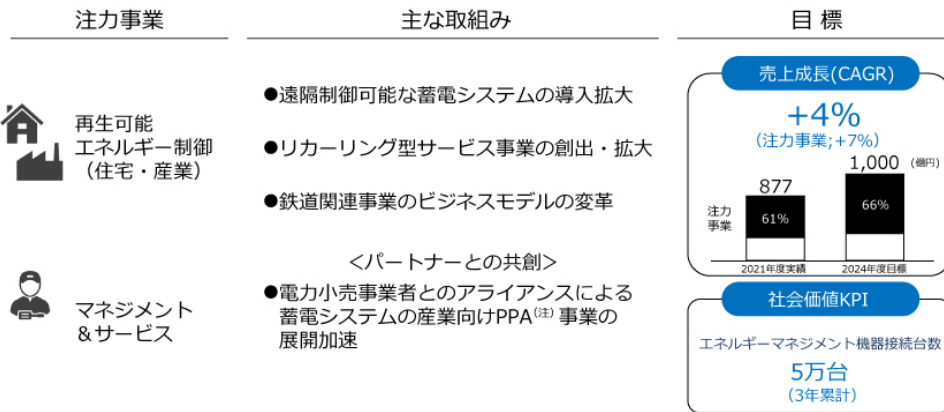 注力事業
主な取組み
目 標
再生可能
エネルギー制御
（住宅・産業）
マネジメント
＆サービス
●遠隔制御可能な蓄電システムの導入拡大
●リカーリング型サービス事業の創出・拡大
●鉄道関連事業のビジネスモデルの変革
＜パートナーとの共創＞
●電力小売事業者とのアライアンスによる
蓄電システムの産業向けPPA(注) 事業の
展開加速
売上成長(CAGR)
+4%
(注力事業;+7%)
1,000 (億円)
877
注力
事業
61%
66%
2021年度実績
2024年度目標
社会価値KPI
エネルギーマネジメント機器接続台数
5万台
（3年累計）